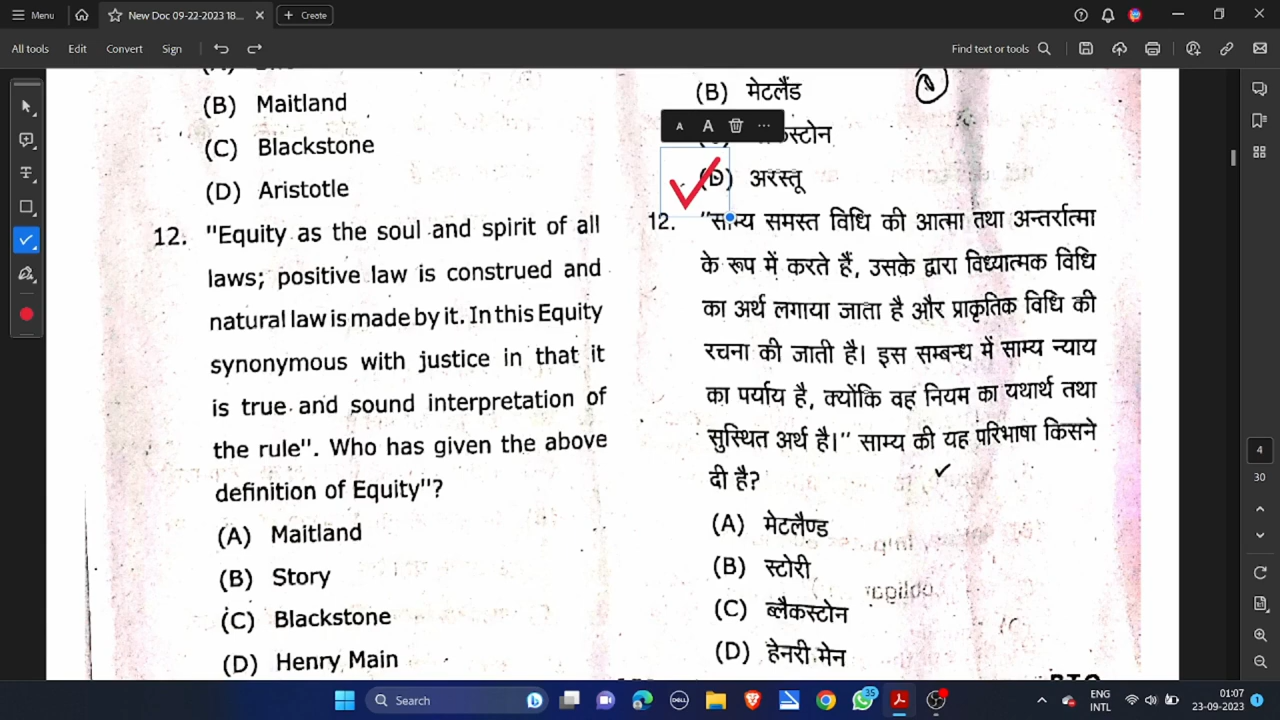 Menu
New Doc 09-22-2023 18...
Create
All tools
Edit
Convert
Sign
Find text or tools
(B) Maitland
(C) Blackstone
(D) Aristotle
12. "Equity as the soul and spirit of all
laws; positive law is construed and
natural law is made by it. In this Equity
synonymous with justice in that it
is true and sound interpretation of
the rule". Who has given the above
definition of Equity"?
(A) Maitland
(B) Story
(C) Blackstone
(D) Henry Main
(B) मेटलैंड
(D) अरस्तू
12. "साम्य समस्त विधि की आत्मा तथा अन्तर्रात्मा
के रूप में करते हैं, उसके द्वारा विध्यात्मक विधि
का अर्थ लगाया जाता है और प्राकृतिक विधि की
रचना की जाती है। इस सम्बन्ध में साम्य न्याय
का पर्याय है, क्योंकि वह नियम का यथार्थ तथा
सुस्थित अर्थ है।" साम्य की यह परिभाषा किसने
दी है?
(A) मेटलैण्ड
(B) स्टोरी
(C) ब्लैकस्टोन
(D) हेनरी मेन
4
30
Search
DELL
35
ENG
INTL
01:07
23-09-2023